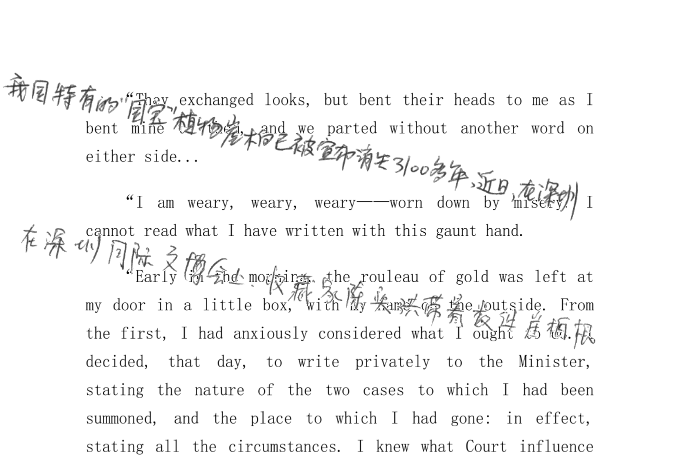 我国特有的“国宝”植物崖柏已被宣布消失了100多年,近日,在深圳
“They exchanged looks, but bent their heads to me as I
bent mine to them, and we parted without another word on
either side...
“I am weary, weary, weary——worn down by misery. I
cannot read what I have written with this gaunt hand.
在深圳国际文博会上,收藏家陈 带着数件崖柏根
“Early in the morning, the rouleau of gold was left at
my door in a little box, with my name on the outside. From
the first, I had anxiously considered what I ought to do. I
decided, that day, to write privately to the Minister,
stating the nature of the two cases to which I had been
summoned, and the place to which I had gone: in effect,
stating all the circumstances. I knew what Court influence